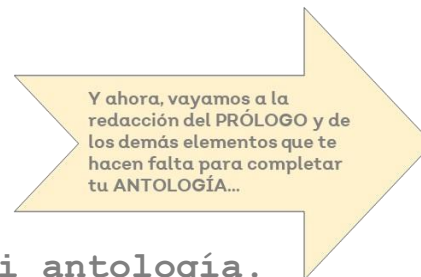 Y ahora, vayamos a la
redacción del PRÓLOGO y de
los demás elementos que te
hacen falta para completar
tu ANTOLOGÍA...
i antología.